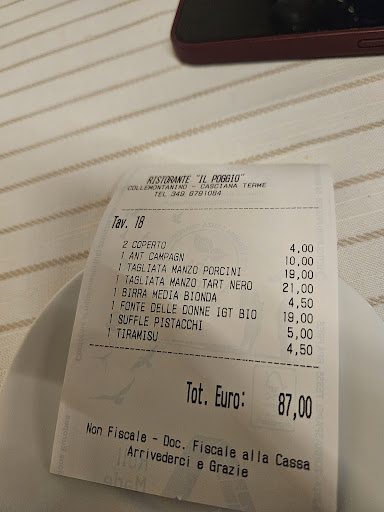 RISTORANTE "IL POGGIO"
COLLEMONTANINO - CASCIANA TERME
TEL 349 6791084
Tav. 18
2 COPERTO 4,00
1 ANT CAMPAGN 10,00
1 TAGLIATA MANZO PORCINI 19,00
1 TAGLIATA MANZO TART NERO 21,00
1 BIRRA MEDIA BIONDA 4,50
1 FONTE DELLE DONNE IGT BIO 19,00
1 SUFFLE PISTACCHI 5,00
1 TIRAMISU 4,50
Tot. Euro: 87,00
Non Fiscale - Doc. Fiscale alla Cassa
Arrivederci e Grazie